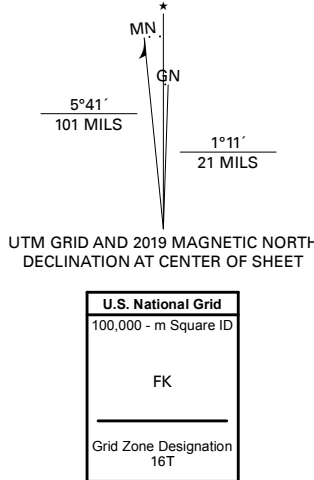 ★
MN
GN
5°41´
101 MILS
1°11´
21 MILS
UTM GRID AND 2019 MAGNETIC NORTH
DECLINATION AT CENTER OF SHEET
U.S. National Grid
100,000 - m Square ID
FK
Grid Zone Designation
16T